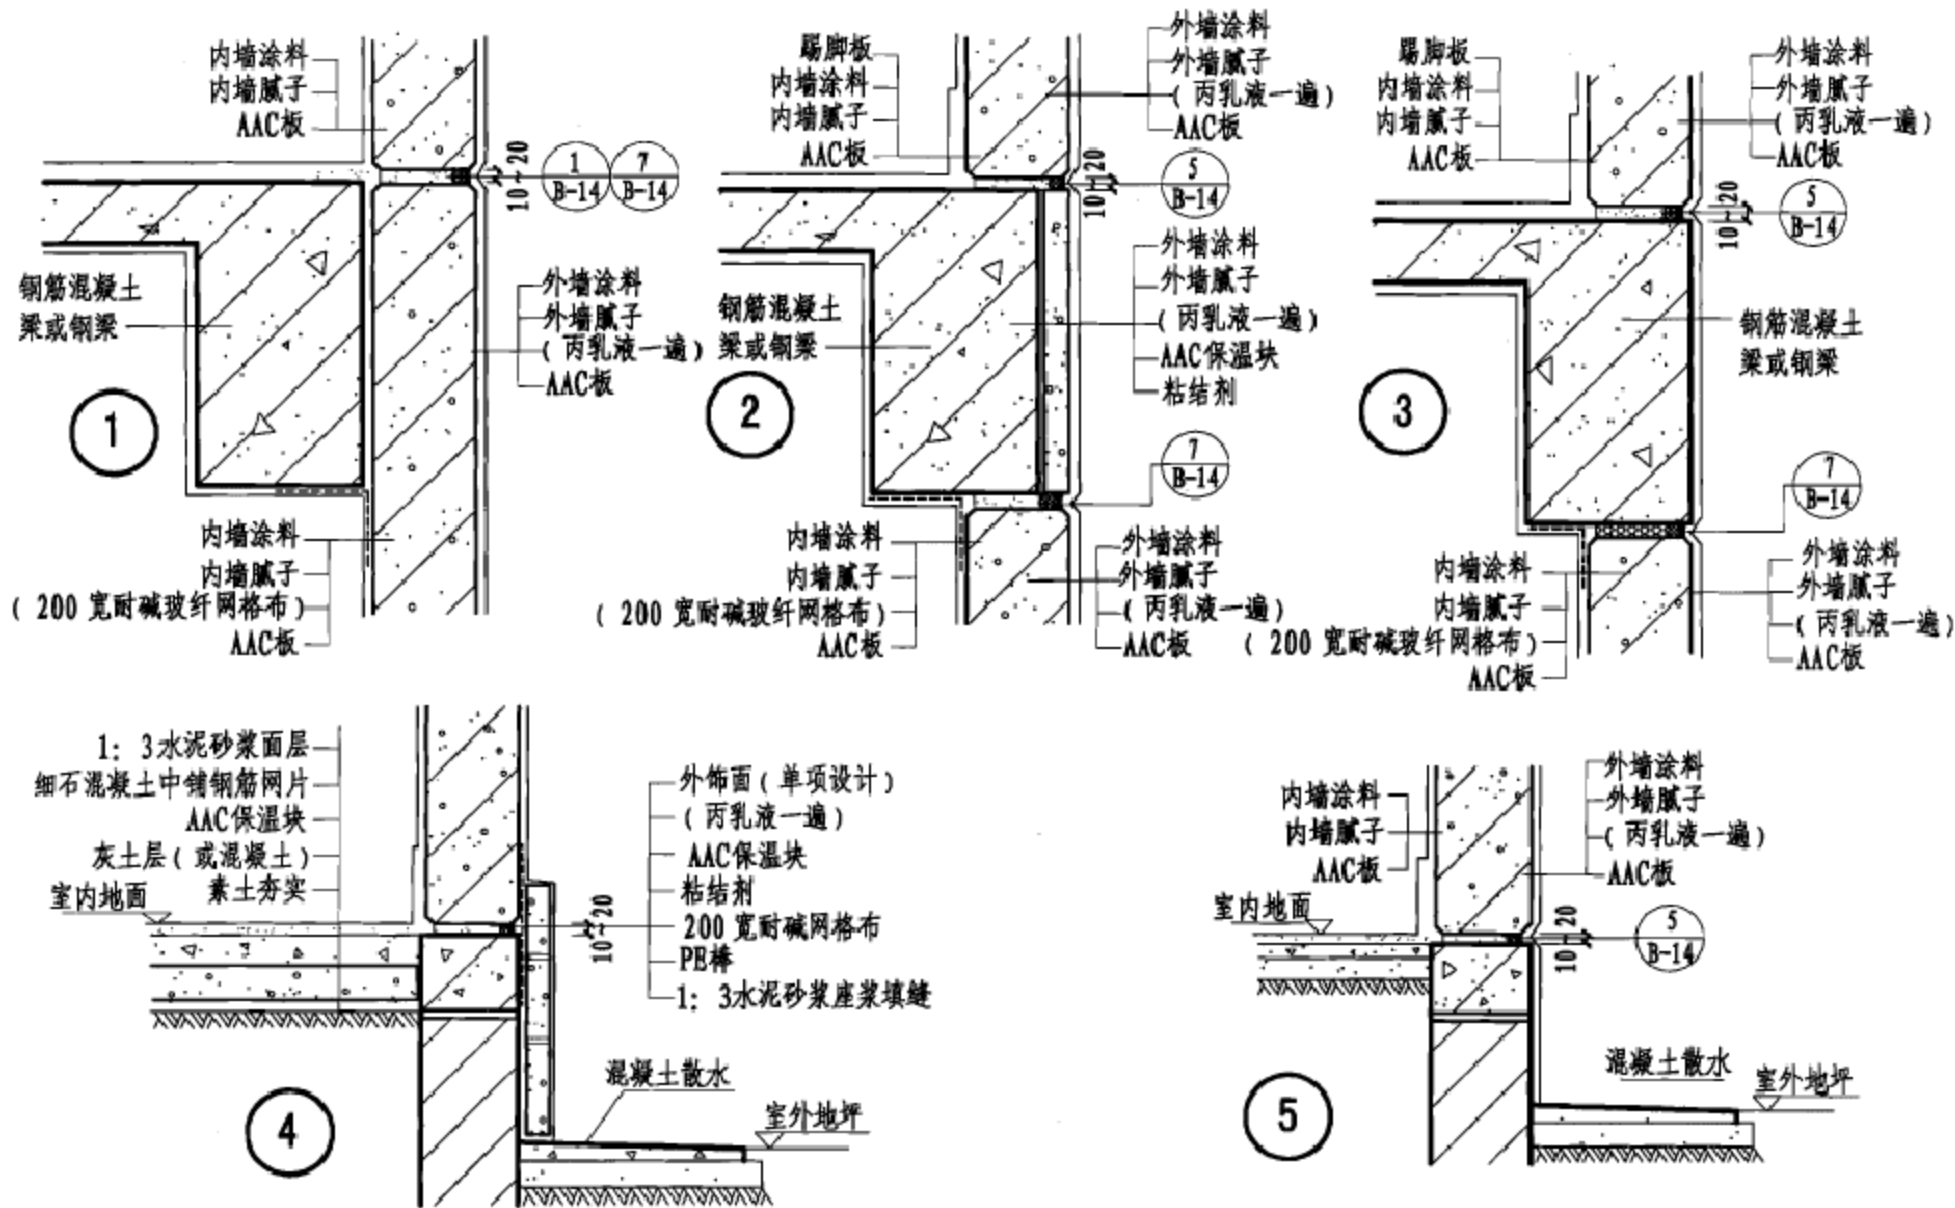 内墙涂料
内墙腻子
AAC板
10~20
1
B-14
7
B-14
钢筋混凝土
梁或钢梁
外墙涂料
外墙腻子
(丙乳液一遍)
AAC板
1
内墙涂料
内墙腻子
(200 宽耐碱玻纤网格布)
AAC板
踢脚板
内墙涂料
内墙腻子
AAC板
外墙涂料
外墙腻子
(丙乳液一遍)
AAC板
10~20
5
B-14
钢筋混凝土
梁或钢梁
外墙涂料
外墙腻子
(丙乳液一遍)
AAC保温块
粘结剂
2
7
B-14
内墙涂料
内墙腻子
(200 宽耐碱玻纤网格布)
AAC板
外墙涂料
外墙腻子
(丙乳液一遍)
AAC板
踢脚板
内墙涂料
内墙腻子
AAC板
外墙涂料
外墙腻子
(丙乳液一遍)
AAC板
10~20
5
B-14
钢筋混凝土
梁或钢梁
3
7
B-14
内墙涂料
内墙腻子
(200 宽耐碱玻纤网格布)
AAC板
外墙涂料
外墙腻子
(丙乳液一遍)
AAC板
1:3水泥砂浆面层
细石混凝土中铺钢筋网片
AAC保温块
灰土层(或混凝土)
素土夯实
室内地面
外饰面(单项设计)
(丙乳液一遍)
AAC保温块
粘结剂
200 宽耐碱网格布
PE棒
1:3水泥砂浆座浆填缝
10~20
混凝土散水
室外地坪
4
内墙涂料
内墙腻子
AAC板
外墙涂料
外墙腻子
(丙乳液一遍)
AAC板
室内地面
10~20
5
B-14
混凝土散水
室外地坪
5